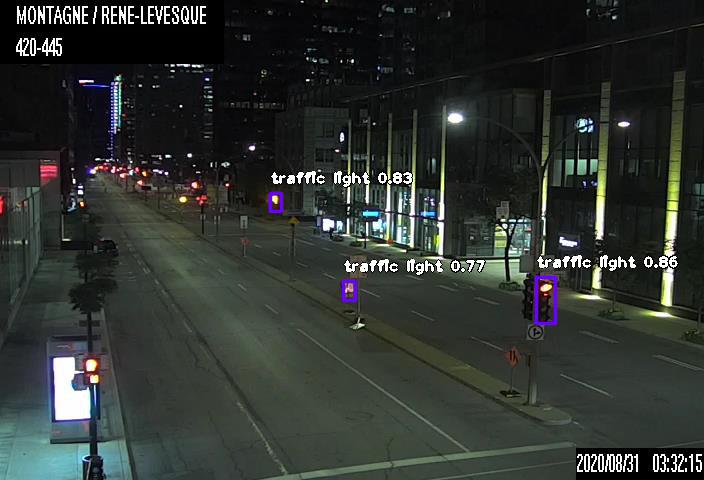 MONTAGNE / RENE-LEVESQUE
420-445
traffic light 0.83
traffic light 0.77
traffic light 0.86
2020/08/31 03:32:15